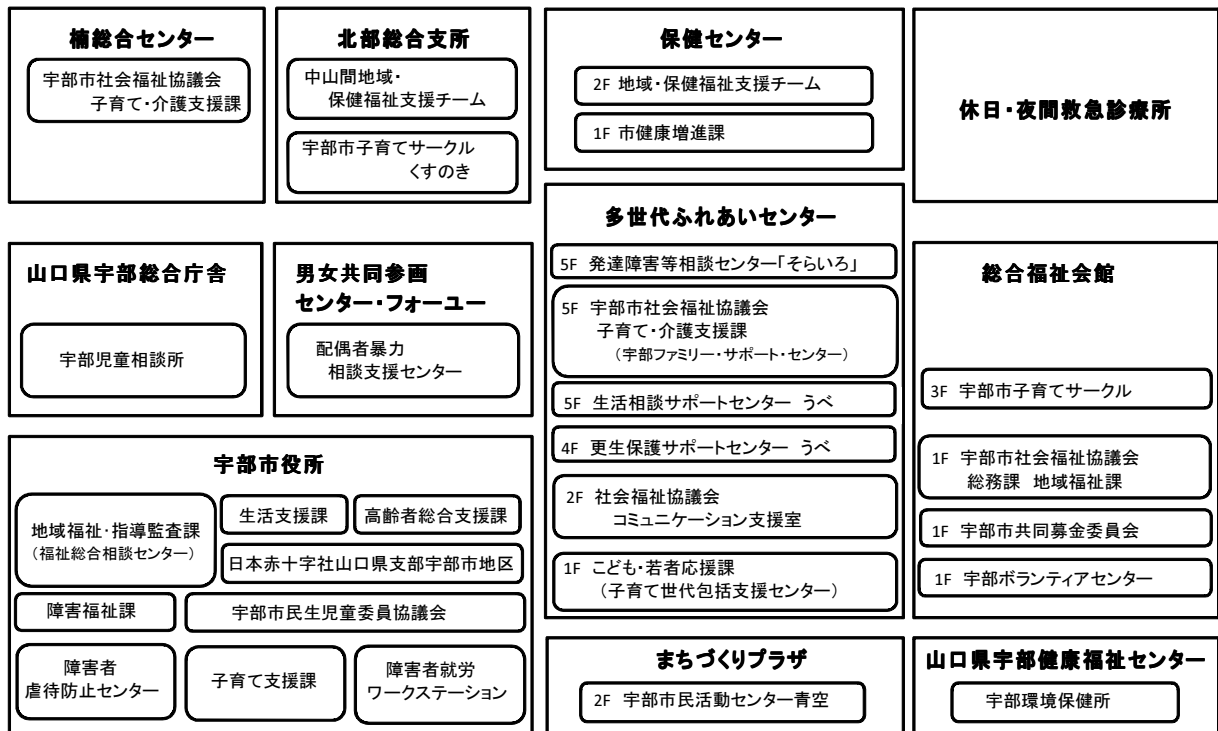 楠総合センター
宇部市社会福祉協議会
子育て・介護支援課
北部総合支所
中山間地域・
保健福祉支援チーム
宇部市子育てサークル
くすのき
保健センター
2F 地域・保健福祉支援チーム
1F 市健康増進課
休日・夜間救急診療所
山口県宇部総合庁舎
宇部児童相談所
男女共同参画
センター・フォーユー
配偶者暴力
相談支援センター
多世代ふれあいセンター
5F 発達障害等相談センター「そらいろ」
5F 宇部市社会福祉協議会
子育て・介護支援課
（宇部ファミリー・サポート・センター）
5F 生活相談サポートセンター うべ
4F 更生保護サポートセンター うべ
2F 社会福祉協議会
コミュニケーション支援室
1F こども・若者応援課
（子育て世代包括支援センター）
総合福祉会館
3F 宇部市子育てサークル
1F 宇部市社会福祉協議会
総務課 地域福祉課
1F 宇部市共同募金委員会
1F 宇部ボランティアセンター
宇部市役所
地域福祉・指導監査課
（福祉総合相談センター）
生活支援課
高齢者総合支援課
日本赤十字社山口県支部宇部市地区
障害福祉課
宇部市民生児童委員協議会
障害者
虐待防止センター
子育て支援課
障害者就労
ワークステーション
まちづくりプラザ
2F 宇部市民活動センター青空
山口県宇部健康福祉センター
宇部環境保健所